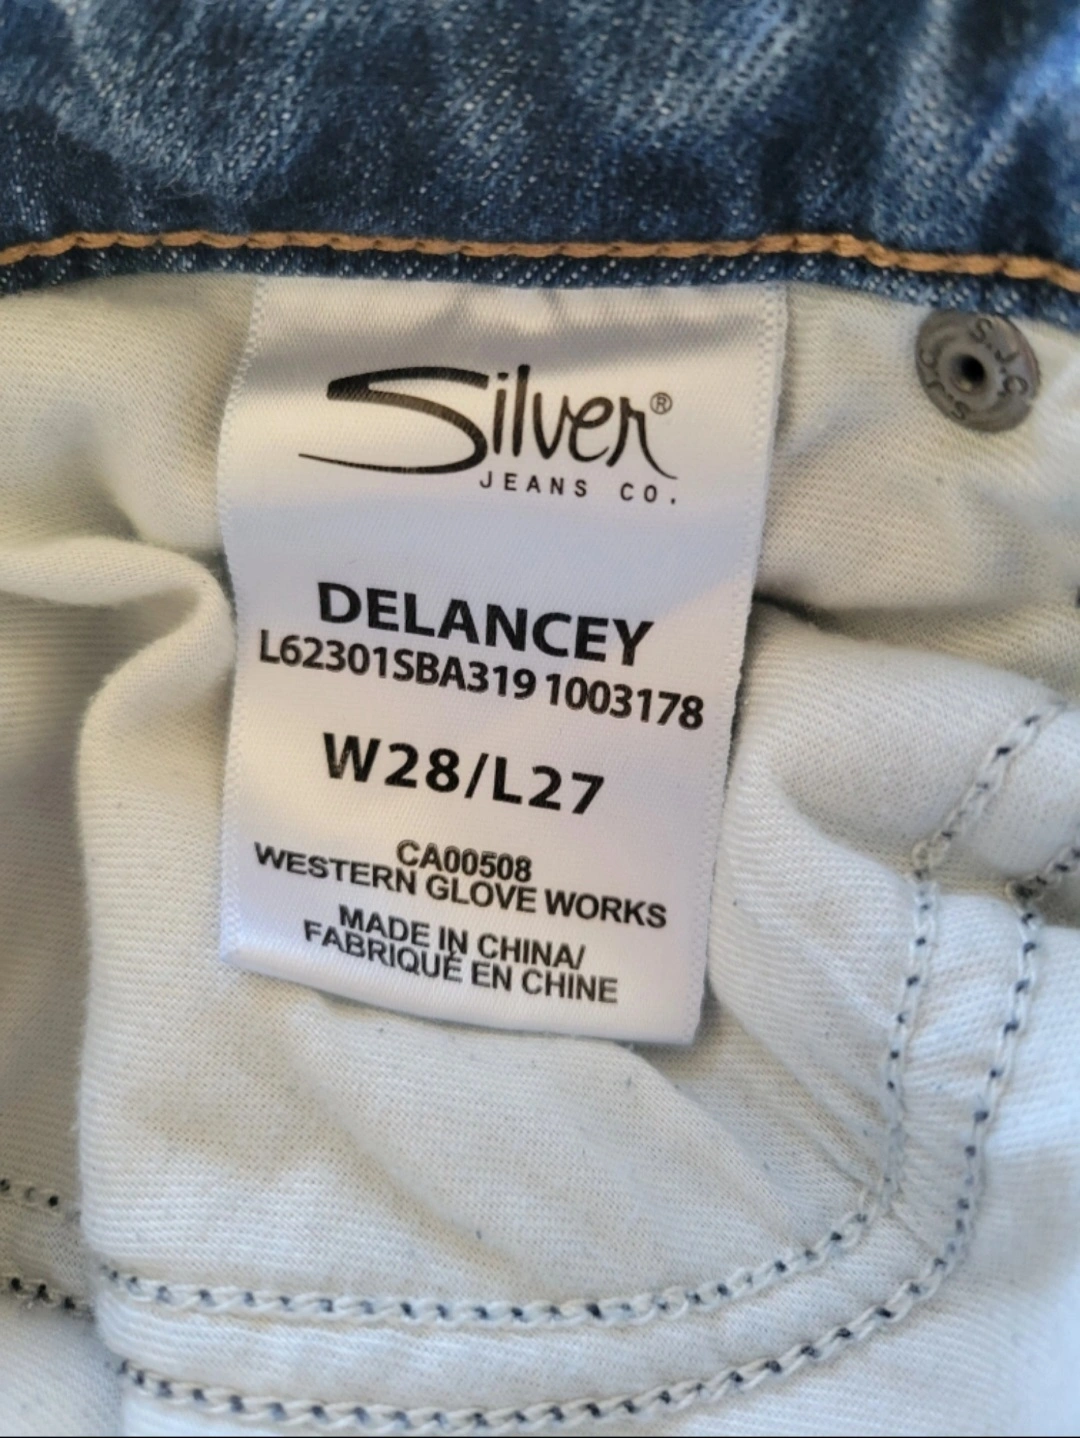 Silver®
JEANS CO.
DELANCEY
L62301SBA319 1003178
W28/L27
CA00508
WESTERN GLOVE WORKS
MADE IN CHINA/
FABRIQUÉ EN CHINE
S.J.C. S.J.C.